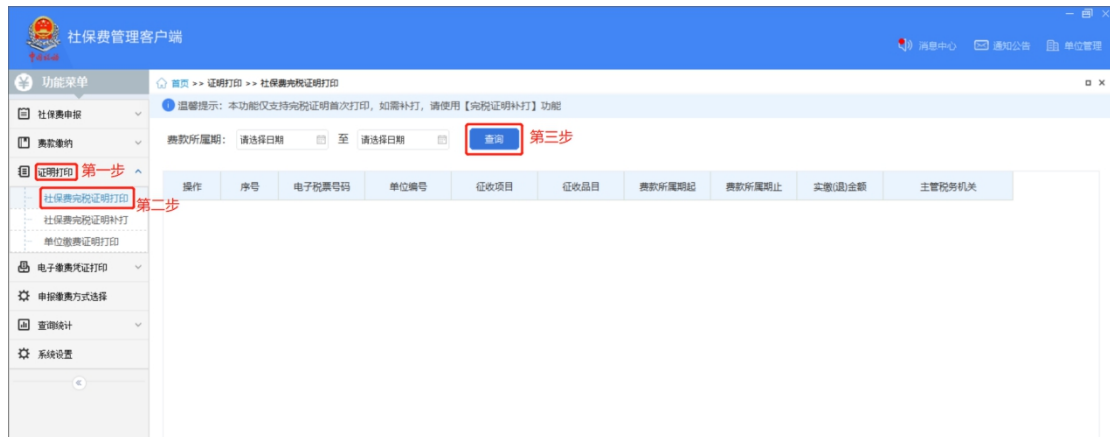 社保费管理客户端
消息中心 通知公告 单位管理
功能菜单
首页 >> 证明打印 >> 社保费完税证明打印
温馨提示：本功能仅支持完税证明首次打印，如需补打，请使用【完税证明补打】功能
社保费申报
费款缴纳
费款所属期： 请选择日期 至 请选择日期 查询 第三步
证明打印 第一步
社保费完税证明打印 第二步
社保费完税证明补打
单位缴费证明打印
操作 序号 电子税票号码 单位编号 征收项目 征收品目 费款所属期起 费款所属期止 实缴(退)金额 主管税务机关
电子缴费凭证打印
申报缴费方式选择
查询统计
系统设置